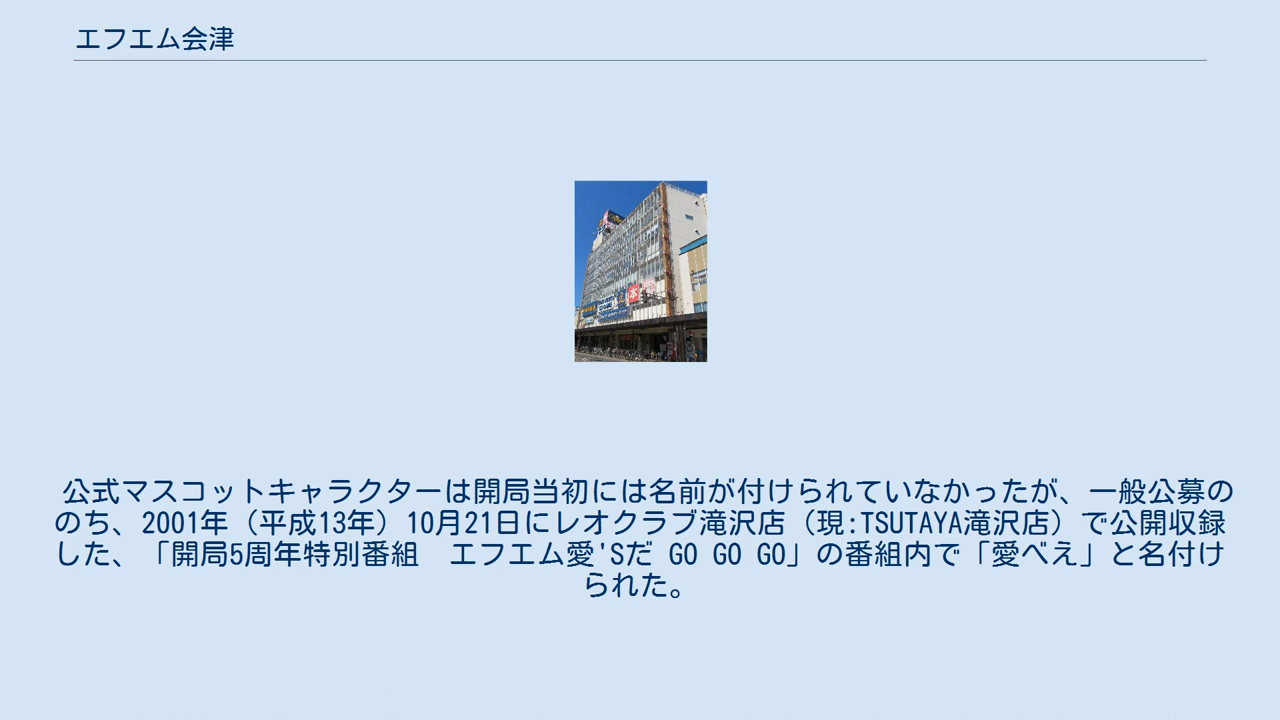 エフエム会津
本
公式マスコットキャラクターは開局当初には名前が付けられていなかったが、一般公募の
のち、2001年（平成13年）10月21日にレオクラブ滝沢店（現:TSUTAYA滝沢店）で公開収録
した、「開局5周年特別番組　エフエム愛'Sだ GO GO GO」の番組内で「愛べえ」と名付け
られた。